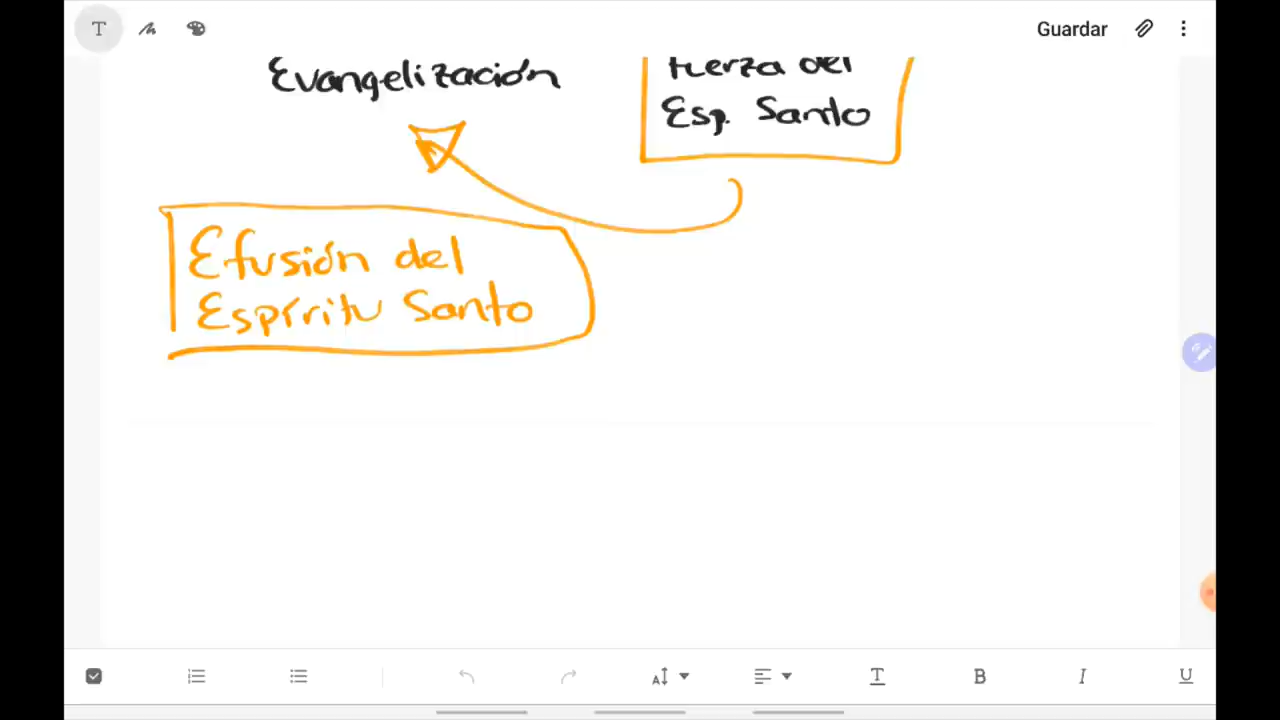 Guardar
Evangelización
Fuerza del
Esp. Santo
Efusión del
Espíritu Santo